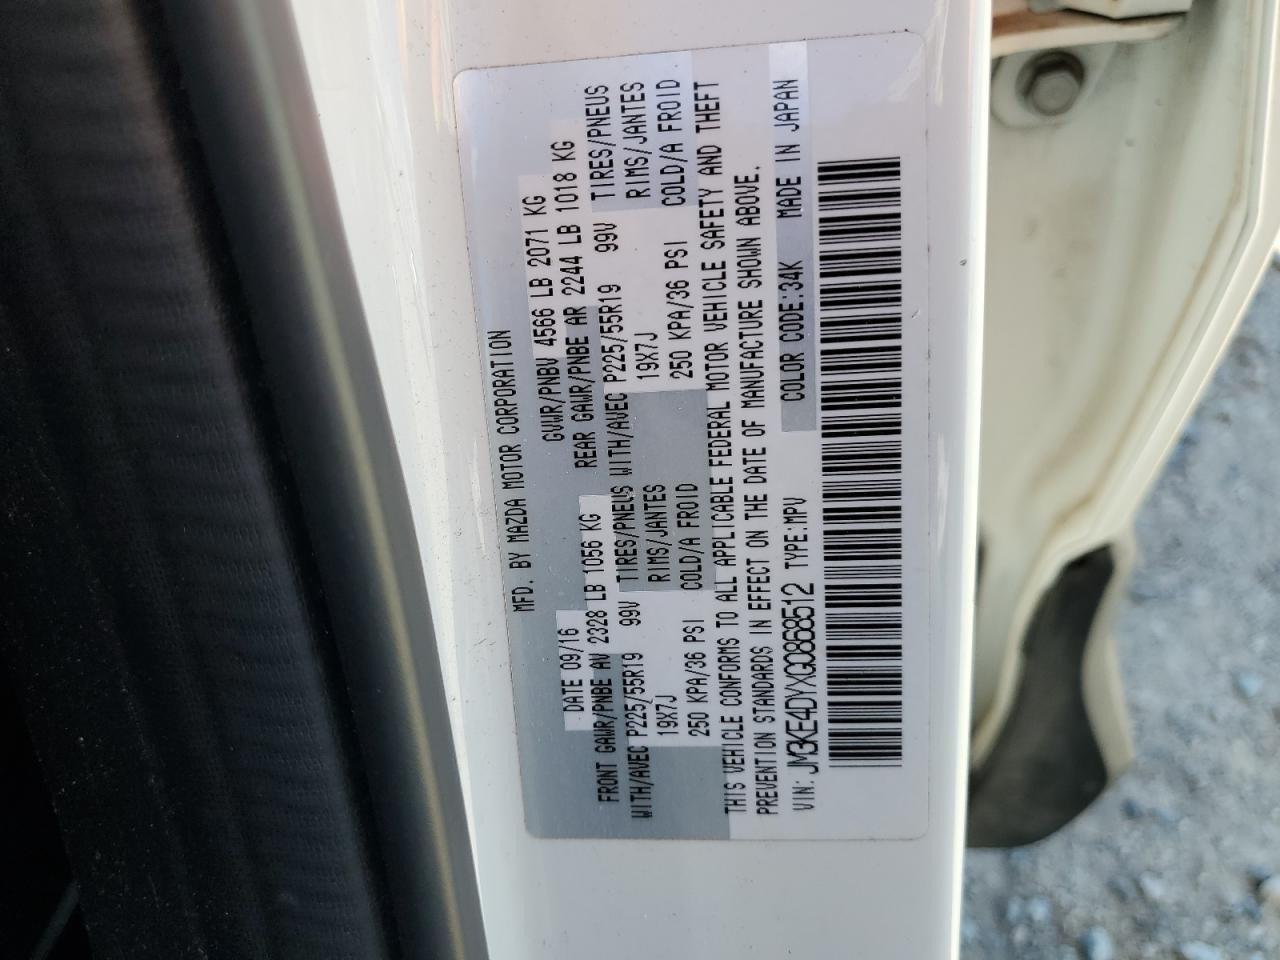 MFD. BY MAZDA MOTOR CORPORATION
DATE 09/16 GVWR/PNBV 4566 LB 2071 KG
FRONT GAWR/PNBE AV 2328 LB 1056 KG REAR GAWR/PNBE AR 2244 LB 1018 KG
WITH/AVEC P225/55R19 99V TIRES/PNEUS WITH/AVEC P225/55R19 99V TIRES/PNEUS
19X7J RIMS/JANTES 19X7J RIMS/JANTES
250 KPA/36 PSI COLD/A FROID 250 KPA/36 PSI COLD/A FROID
THIS VEHICLE CONFORMS TO ALL APPLICABLE FEDERAL MOTOR VEHICLE SAFETY AND THEFT
PREVENTION STANDARDS IN EFFECT ON THE DATE OF MANUFACTURE SHOWN ABOVE.
VIN: JM3KE4DYXG0868512 TYPE:MPV COLOR CODE:34K MADE IN JAPAN